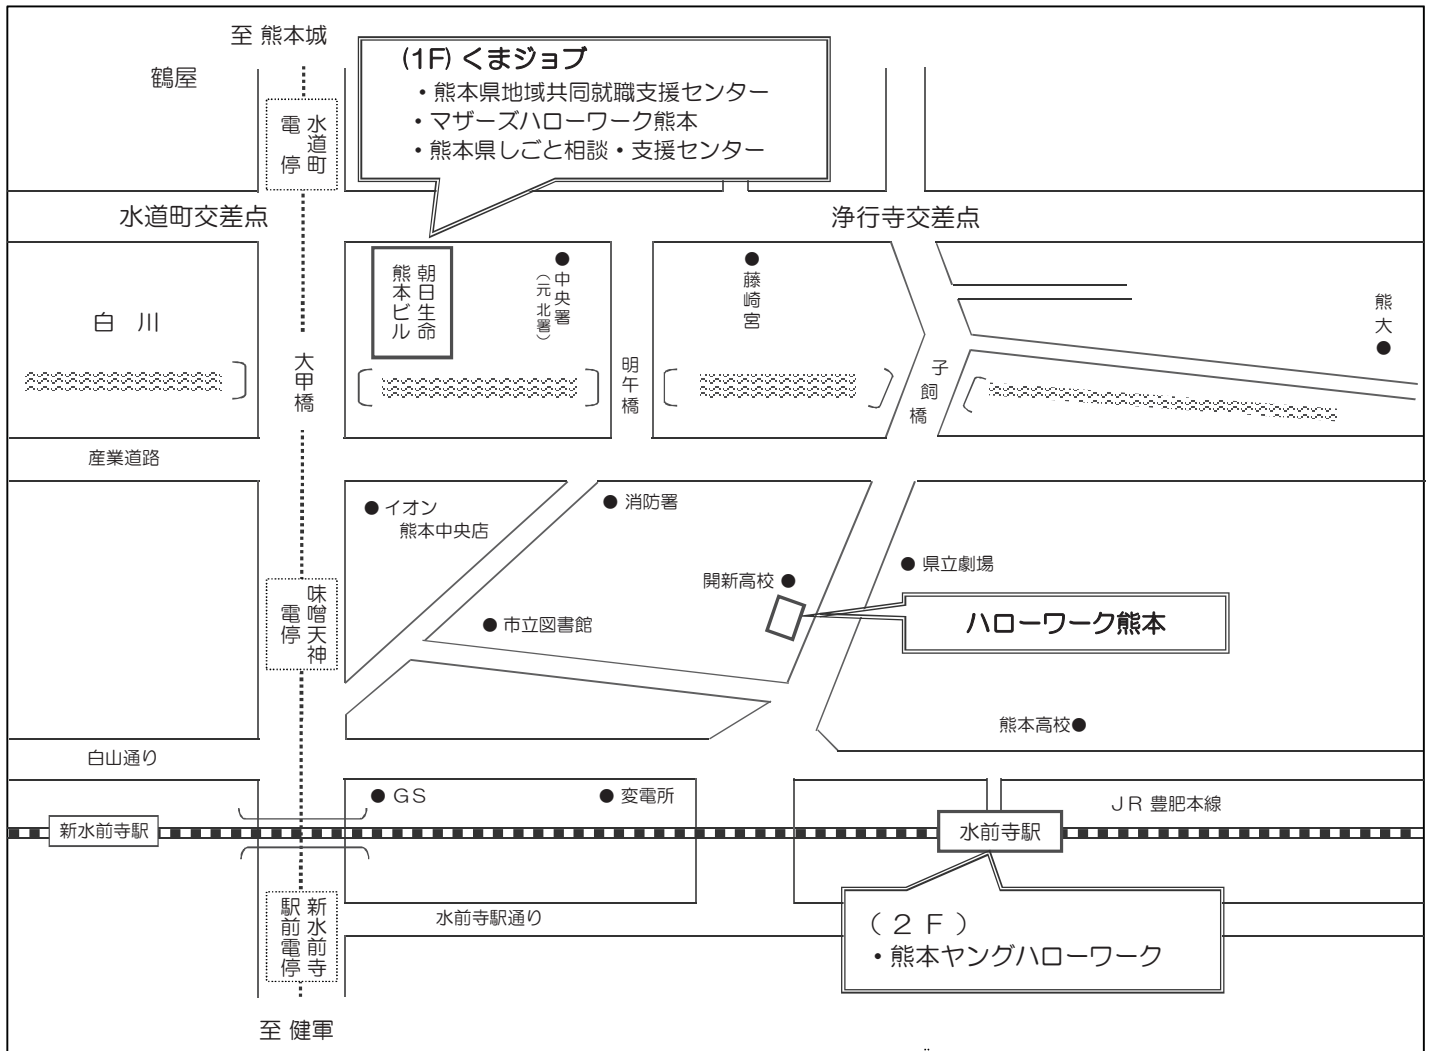 至 熊本城
鶴屋
水道町
電停
(1F) くまジョブ
・熊本県地域共同就職支援センター
・マザーズハローワーク熊本
・熊本県しごと相談・支援センター
水道町交差点
浄行寺交差点
朝日生命
熊本ビル
中央署
(元 北署)
藤崎宮
熊大
白 川
大甲橋
明午橋
子飼橋
産業道路
イオン
熊本中央店
消防署
開新高校
県立劇場
味噌天神
電停
市立図書館
ハローワーク熊本
熊本高校
白山通り
GS
変電所
JR 豊肥本線
新水前寺駅
水前寺駅
新水前寺
駅前電停
水前寺駅通り
(2F)
・熊本ヤングハローワーク
至 健軍